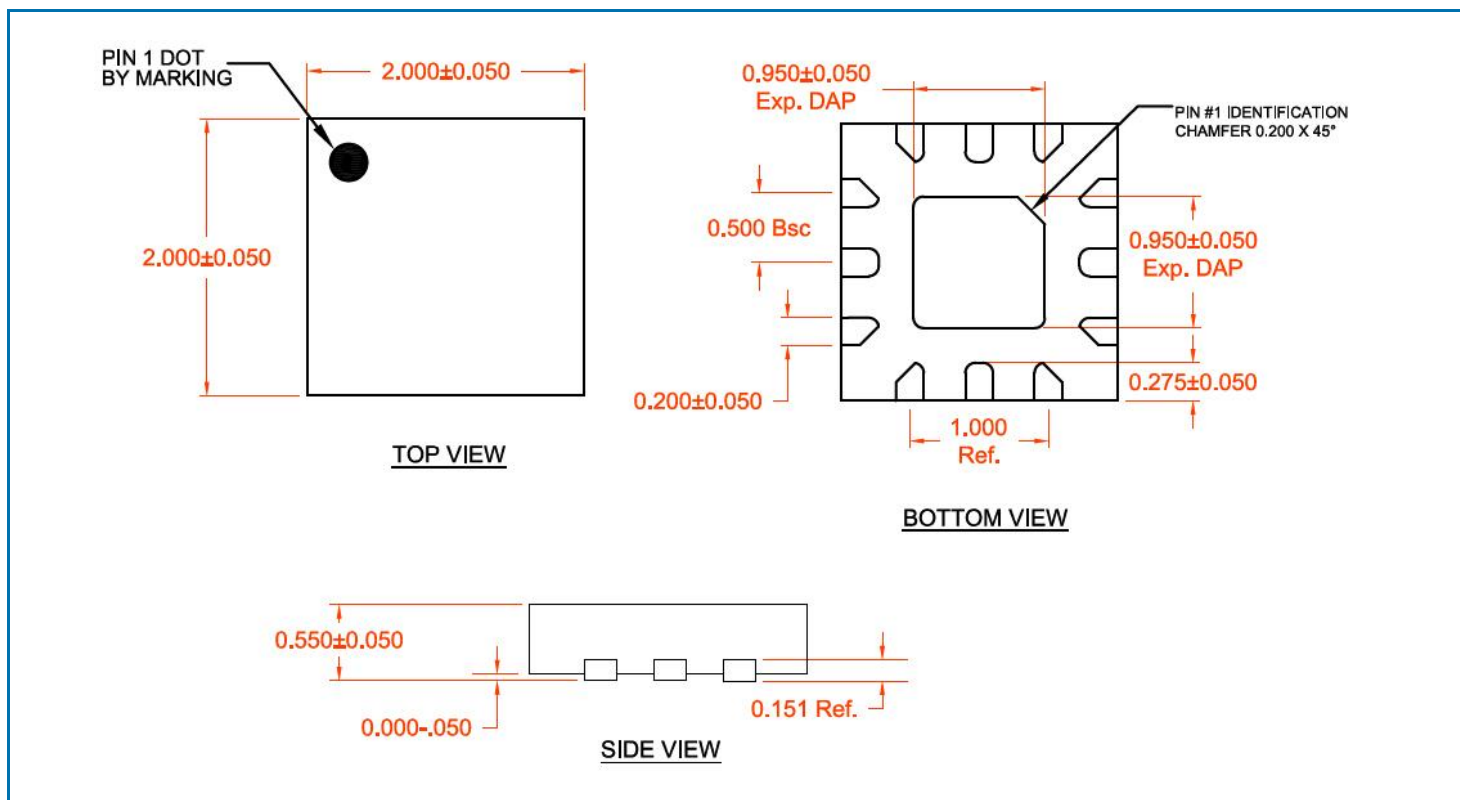 PIN 1 DOT
BY MARKING
2.000±0.050
2.000±0.050
TOP VIEW
0.950±0.050
Exp. DAP
PIN #1 IDENTIFICATION
CHAMFER 0.200 X 45°
0.500 Bsc
0.950±0.050
Exp. DAP
0.200±0.050
0.275±0.050
1.000
Ref.
BOTTOM VIEW
0.550±0.050
0.000-.050
0.151 Ref.
SIDE VIEW